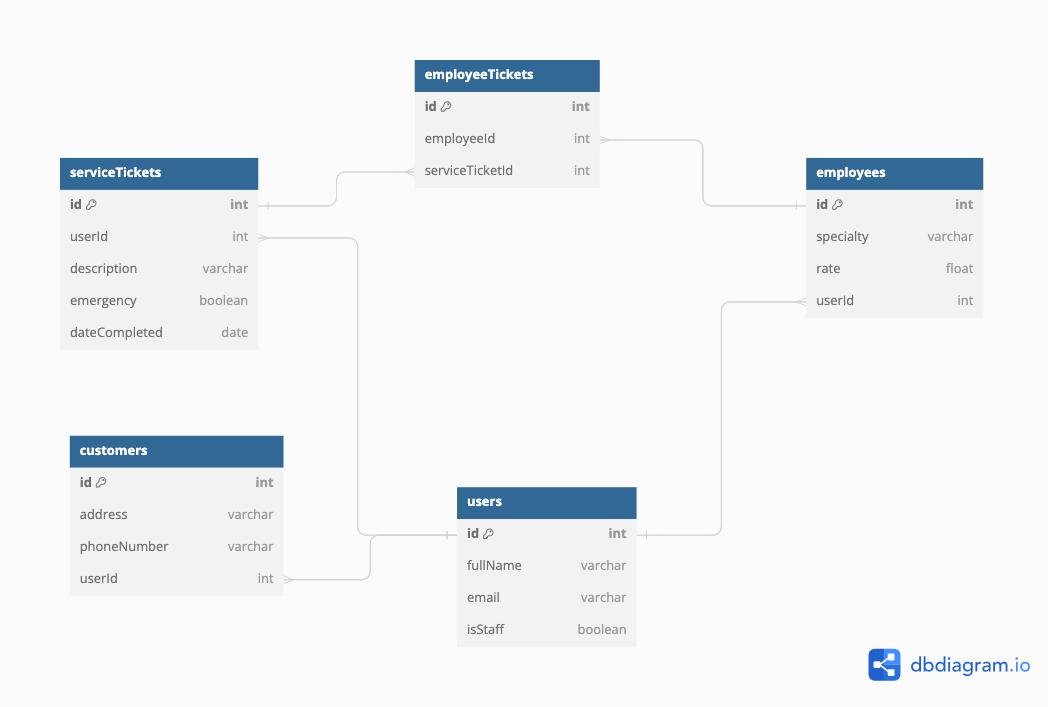 employeeTickets
id int
employeeId int
serviceTicketId int
serviceTickets
id int
userId int
description varchar
emergency boolean
dateCompleted date
employees
id int
specialty varchar
rate float
userId int
customers
id int
address varchar
phoneNumber varchar
userId int
users
id int
fullName varchar
email varchar
isStaff boolean
dbdiagram.io